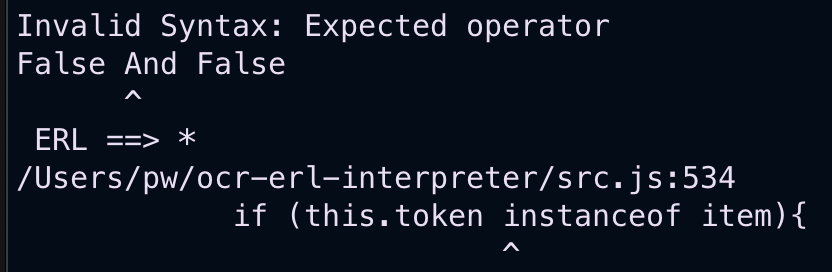 Invalid Syntax: Expected operator
False And False
      ^
 ERL ==> *
/Users/pw/ocr-erl-interpreter/src.js:534
            if (this.token instanceof item){
                           ^